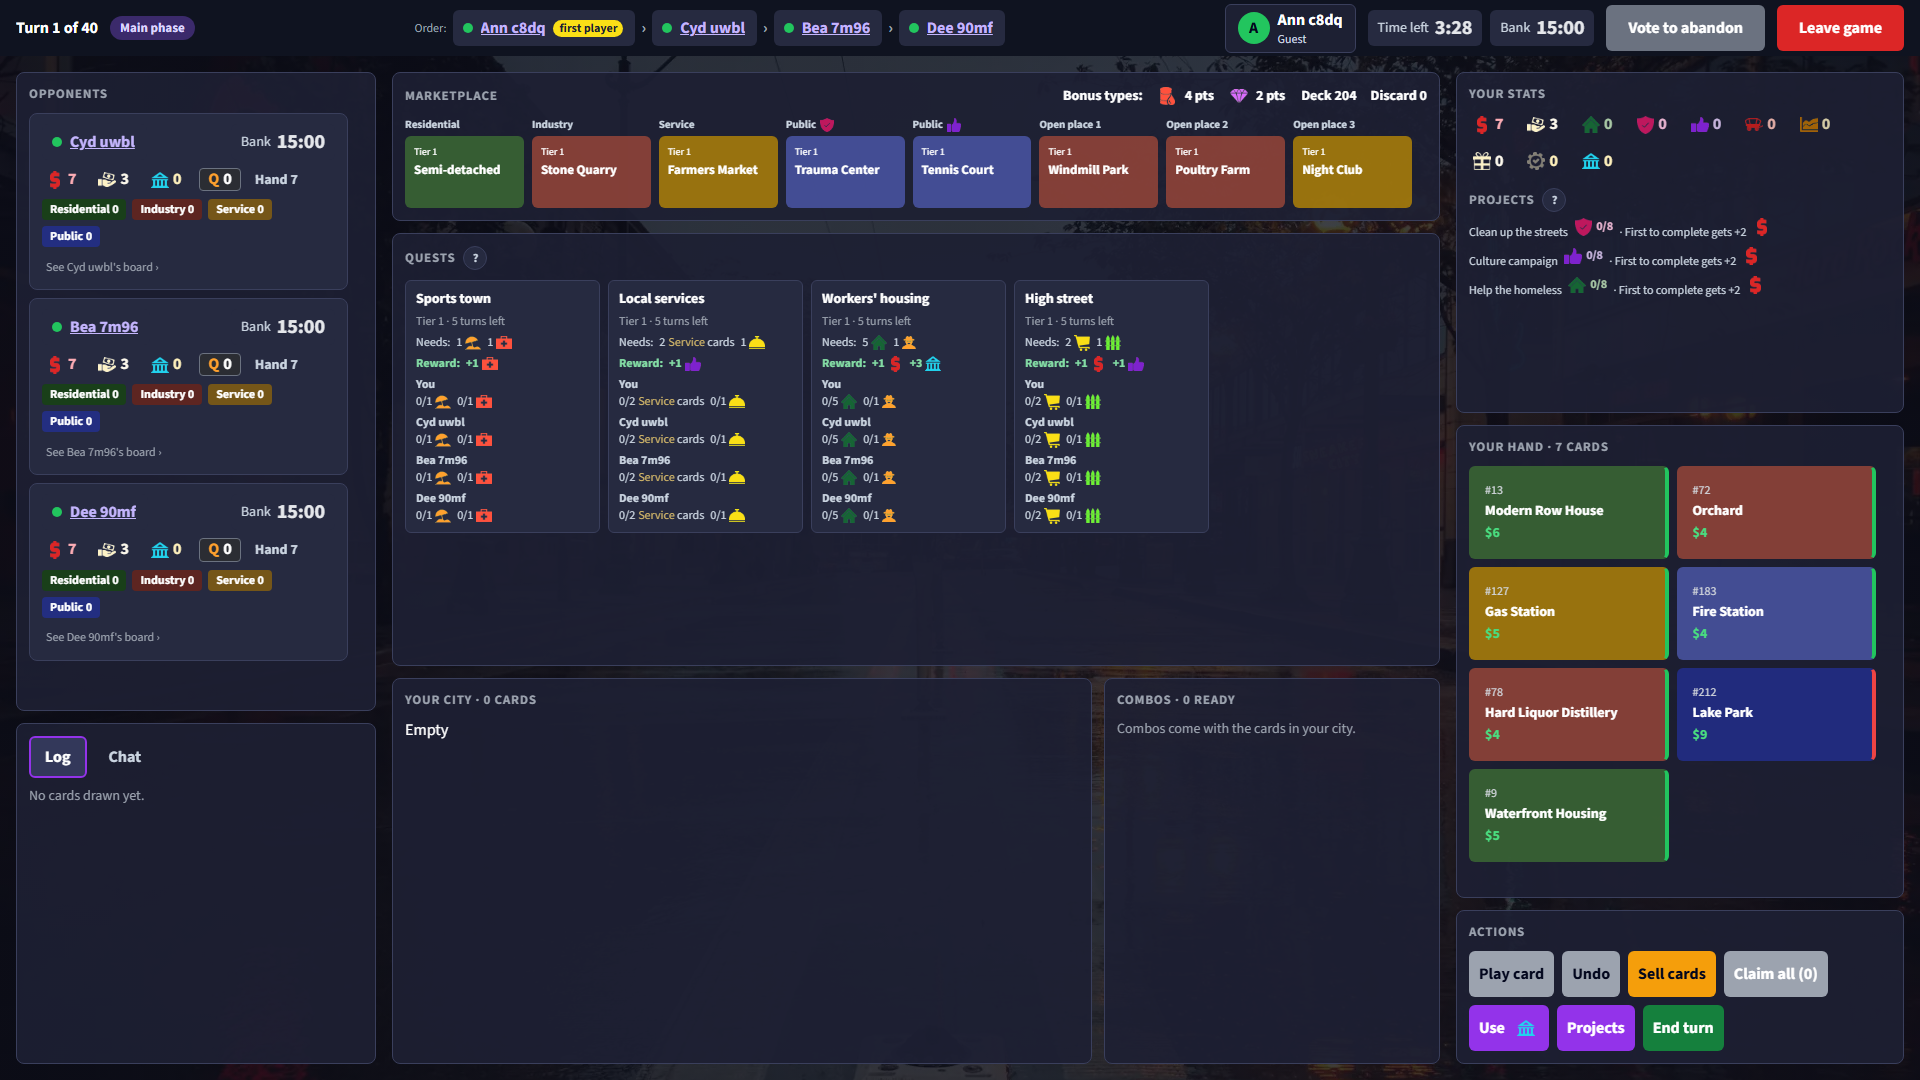 Turn 1 of 40
Main phase
Order:
Ann c8dq first player › Cyd uwbl › Bea 7m96 › Dee 90mf
A
Ann c8dq
Guest
Time left 3:28
Bank 15:00
Vote to abandon
Leave game
OPPONENTS
Cyd uwbl
Bank 15:00
7 3 0 Q 0 Hand 7
Residential 0 Industry 0 Service 0
Public 0
See Cyd uwbl's board ›
Bea 7m96
Bank 15:00
7 3 0 Q 0 Hand 7
Residential 0 Industry 0 Service 0
Public 0
See Bea 7m96's board ›
Dee 90mf
Bank 15:00
7 3 0 Q 0 Hand 7
Residential 0 Industry 0 Service 0
Public 0
See Dee 90mf's board ›
Log
Chat
No cards drawn yet.
MARKETPLACE
Bonus types: 4 pts 2 pts Deck 204 Discard 0
Residential
Tier 1
Semi-detached
Industry
Tier 1
Stone Quarry
Service
Tier 1
Farmers Market
Public
Tier 1
Trauma Center
Public
Tier 1
Tennis Court
Open place 1
Tier 1
Windmill Park
Open place 2
Tier 1
Poultry Farm
Open place 3
Tier 1
Night Club
QUESTS ?
Sports town
Tier 1 · 5 turns left
Needs: 1 1
Reward: +1
You
0/1 0/1
Cyd uwbl
0/1 0/1
Bea 7m96
0/1 0/1
Dee 90mf
0/1 0/1
Local services
Tier 1 · 5 turns left
Needs: 2 Service cards 1
Reward: +1
You
0/2 Service cards 0/1
Cyd uwbl
0/2 Service cards 0/1
Bea 7m96
0/2 Service cards 0/1
Dee 90mf
0/2 Service cards 0/1
Workers' housing
Tier 1 · 5 turns left
Needs: 5 1
Reward: +1 $ +3
You
0/5 0/1
Cyd uwbl
0/5 0/1
Bea 7m96
0/5 0/1
Dee 90mf
0/5 0/1
High street
Tier 1 · 5 turns left
Needs: 2 1
Reward: +1 $ +1
You
0/2 0/1
Cyd uwbl
0/2 0/1
Bea 7m96
0/2 0/1
Dee 90mf
0/2 0/1
YOUR CITY · 0 CARDS
Empty
COMBOS · 0 READY
Combos come with the cards in your city.
YOUR STATS
$ 7 3 0 0 0 0 0
0 0 0
PROJECTS ?
Clean up the streets 0/8 · First to complete gets +2 $
Culture campaign 0/8 · First to complete gets +2 $
Help the homeless 0/8 · First to complete gets +2 $
YOUR HAND · 7 CARDS
#13
Modern Row House
$6
#72
Orchard
$4
#127
Gas Station
$5
#183
Fire Station
$4
#78
Hard Liquor Distillery
$4
#212
Lake Park
$9
#9
Waterfront Housing
$5
ACTIONS
Play card
Undo
Sell cards
Claim all (0)
Use
Projects
End turn